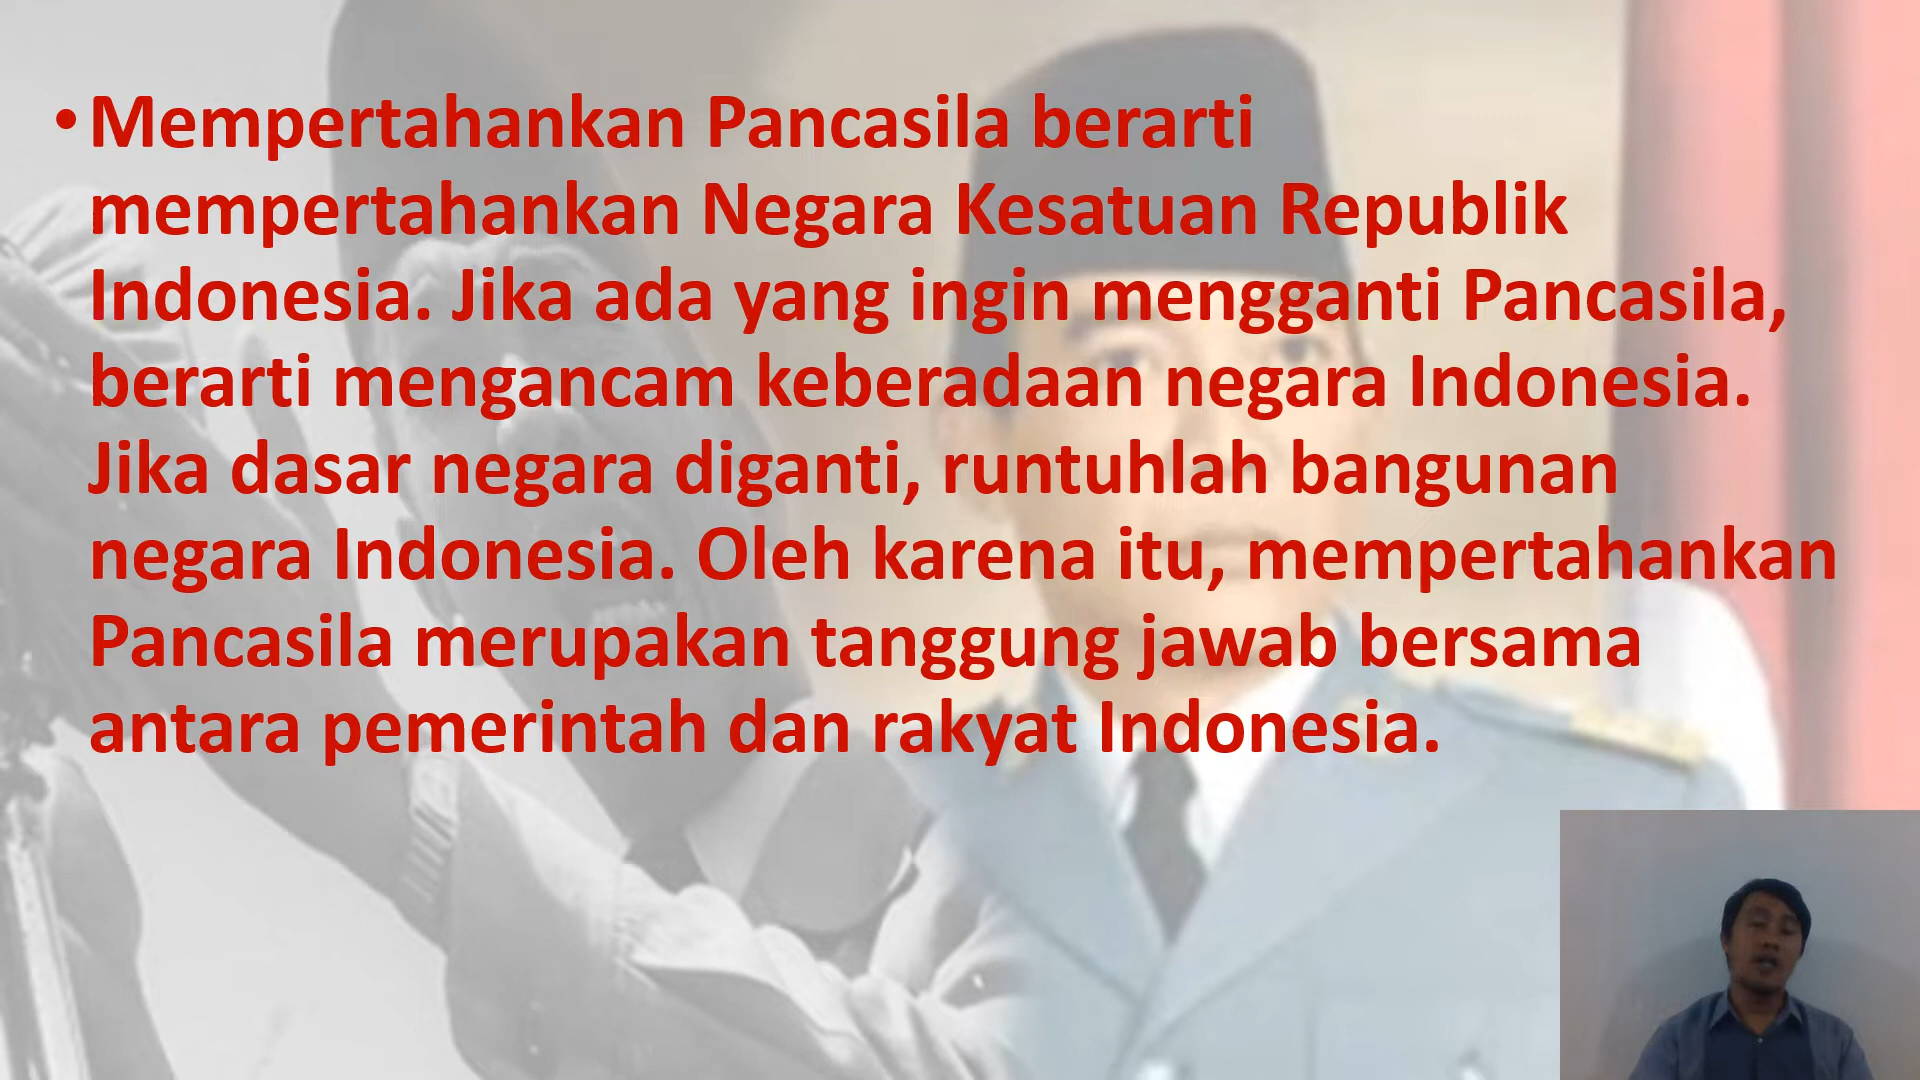 • Mempertahankan Pancasila berarti
mempertahankan Negara Kesatuan Republik
Indonesia. Jika ada yang ingin mengganti Pancasila,
berarti mengancam keberadaan negara Indonesia.
Jika dasar negara diganti, runtuhlah bangunan
negara Indonesia. Oleh karena itu, mempertahankan
Pancasila merupakan tanggung jawab bersama
antara pemerintah dan rakyat Indonesia.